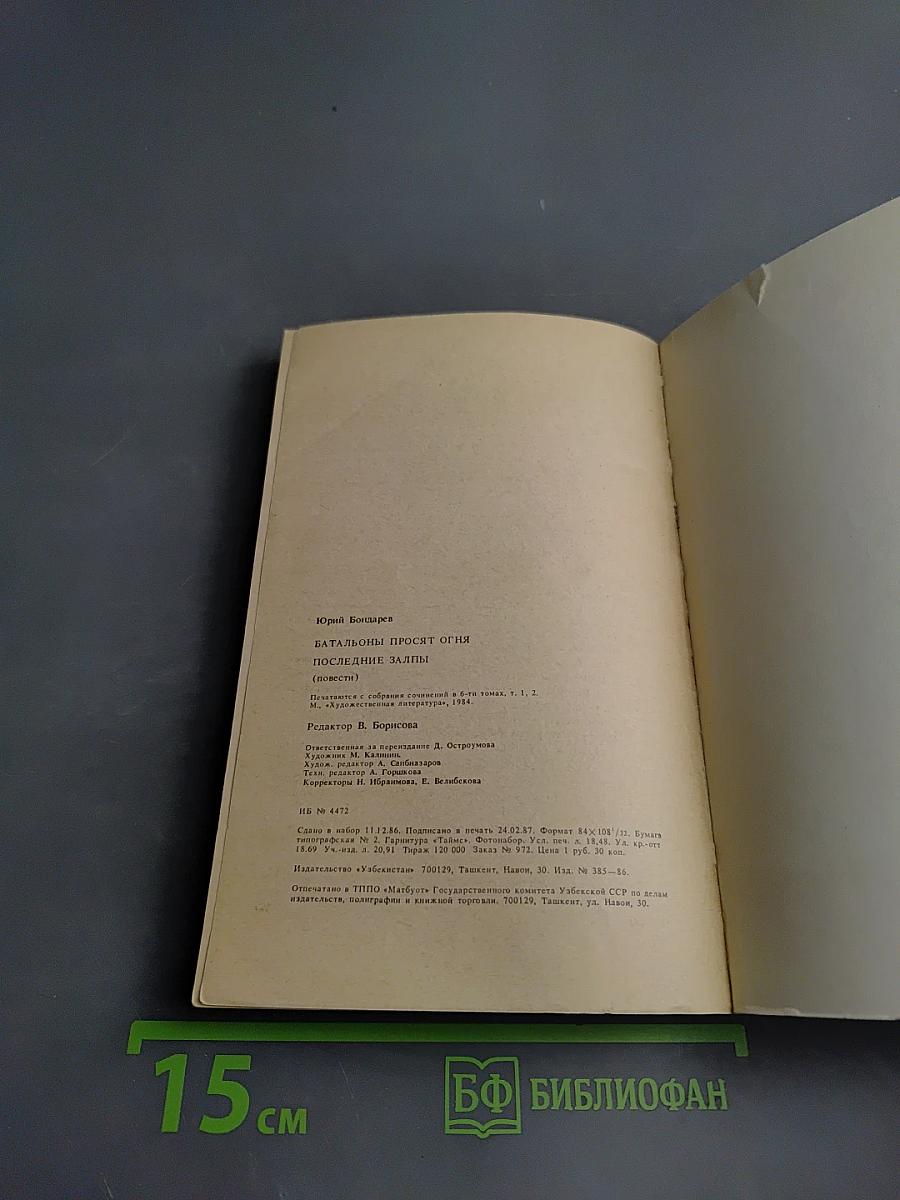 Юрий Бондарев
БАТАЛЬОНЫ ПРОСЯТ ОГНЯ
ПОСЛЕДНИЕ ЗАЛПЫ
(повести)
Печатаются с собрания сочинений в 6-ти томах, т. 1, 2.
М., «Художественная литература», 1984.
Редактор В. Борисова
Ответственная за переиздание Д. Остроумова
Художник М. Калинин.
Худож. редактор А. Саибназаров
Техн. редактор А. Горшкова
Корректоры Н. Ибраимова, Е. Велибекова
ИБ № 4472
Сдано в набор 11.12.86. Подписано в печать 24.02.87. Формат 84×108¹/32. Бумага
типографская № 2. Гарнитура «Таймс». Фотонабор. Усл. печ. л. 18,48. Ул. кр.-отт
18.69 Уч.-изд. л. 20,91 Тираж 120 000 Заказ № 972. Цена 1 руб. 30 коп.
Издательство «Узбекистан» 700129, Ташкент, Навои, 30. Изд. № 385—86.
Отпечатано в ТППО «Матбуот» Государственного комитета Узбекской ССР по делам
издательств, полиграфии и книжной торговли. 700129, Ташкент, ул. Навои, 30.
15 см
БФ БИБЛИОФАН